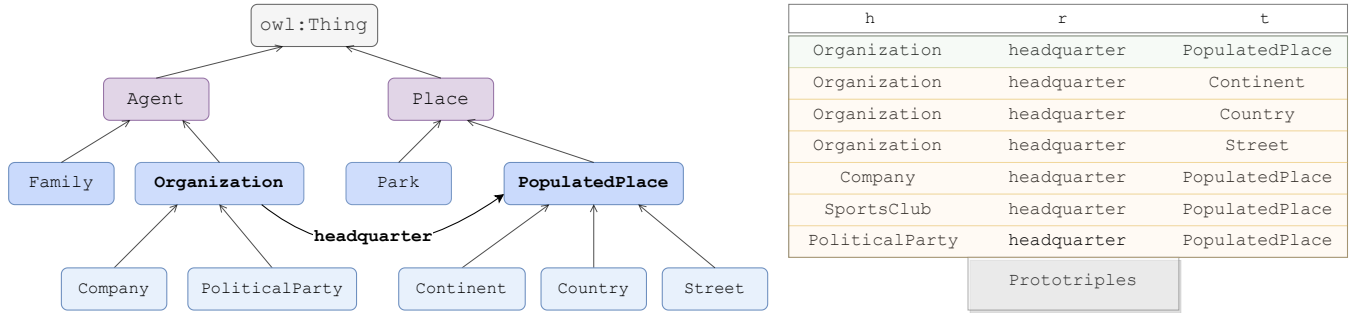 owl:Thing
Agent Place
Family Organization Park PopulatedPlace
headquarter
Company PoliticalParty Continent Country Street
h r t
Organization headquarter PopulatedPlace
Organization headquarter Continent
Organization headquarter Country
Organization headquarter Street
Company headquarter PopulatedPlace
SportsClub headquarter PopulatedPlace
PoliticalParty headquarter PopulatedPlace
Prototriples